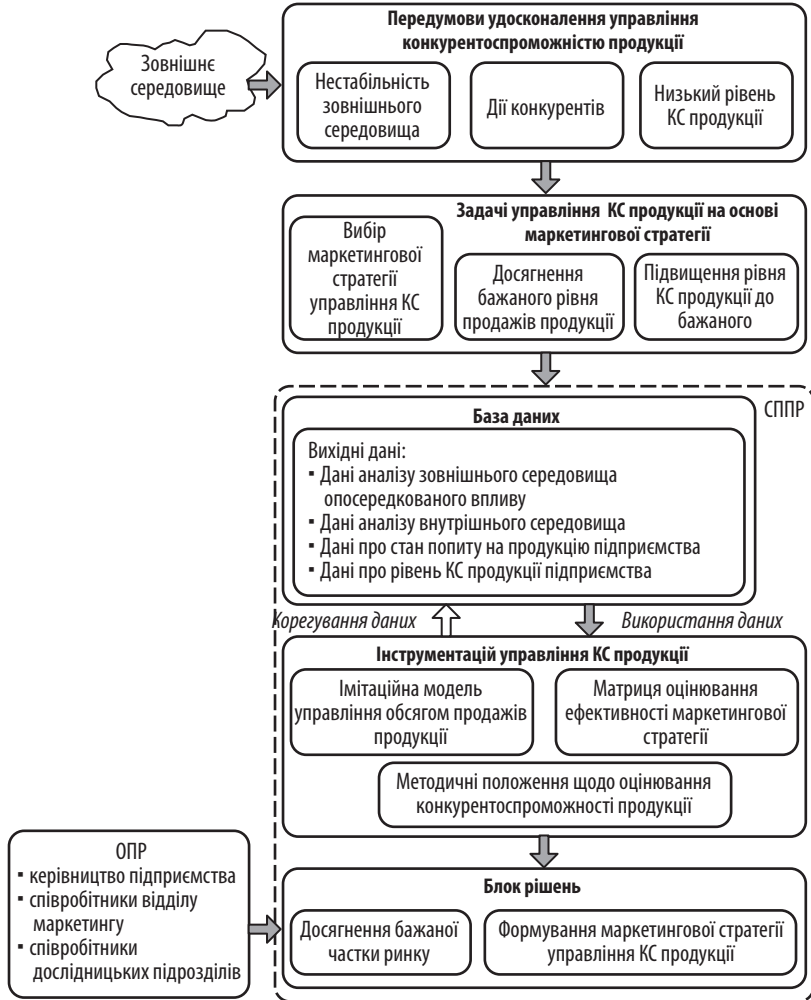 Передумови удосконалення управління
конкурентоспроможністю продукції
Зовнішнє
середовище
Нестабільність
зовнішнього
середовища
Дії конкурентів
Низький рівень
КС продукції
Задачі управління КС продукції на основі
маркетингової стратегії
Вибір
маркетингової
стратегії
управління КС
продукції
Досягнення
бажаного рівня
продажів продукції
Підвищення рівня
КС продукції до
бажаного
СППР
База даних
Вихідні дані:
▪ Дані аналізу зовнішнього середовища
опосередкованого впливу
▪ Дані аналізу внутрішнього середовища
▪ Дані про стан попиту на продукцію підприємства
▪ Дані про рівень КС продукції підприємства
Корегування даних
Використання даних
Інструментацій управління КС продукції
Імітаційна модель
управління обсягом продажів
продукції
Матриця оцінювання
ефективності маркетингової
стратегії
Методичні положення щодо оцінювання
конкурентоспроможності продукції
ОПР
▪ керівництво підприємства
▪ співробітники відділу
маркетингу
▪ співробітники
дослідницьких підрозділів
Блок рішень
Досягнення бажаної
частки ринку
Формування маркетингової стратегії
управління КС продукції